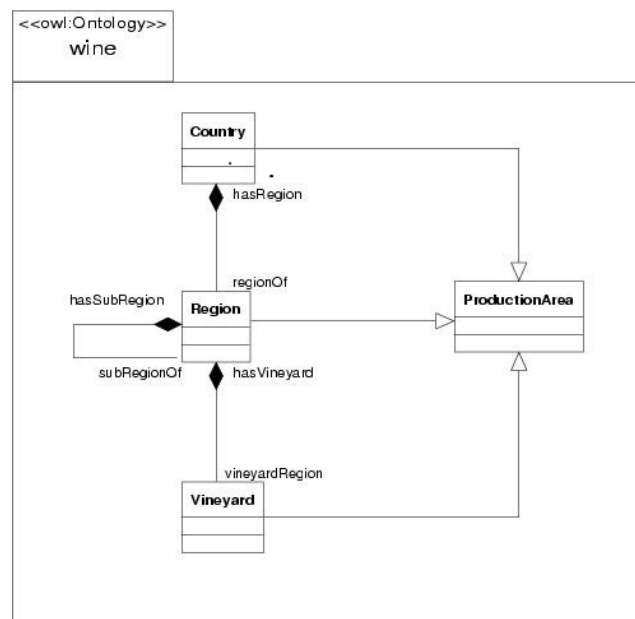 <<owl:Ontology>>
wine
Country
hasRegion
regionOf
hasSubRegion
Region
ProductionArea
subRegionOf
hasVineyard
vineyardRegion
Vineyard